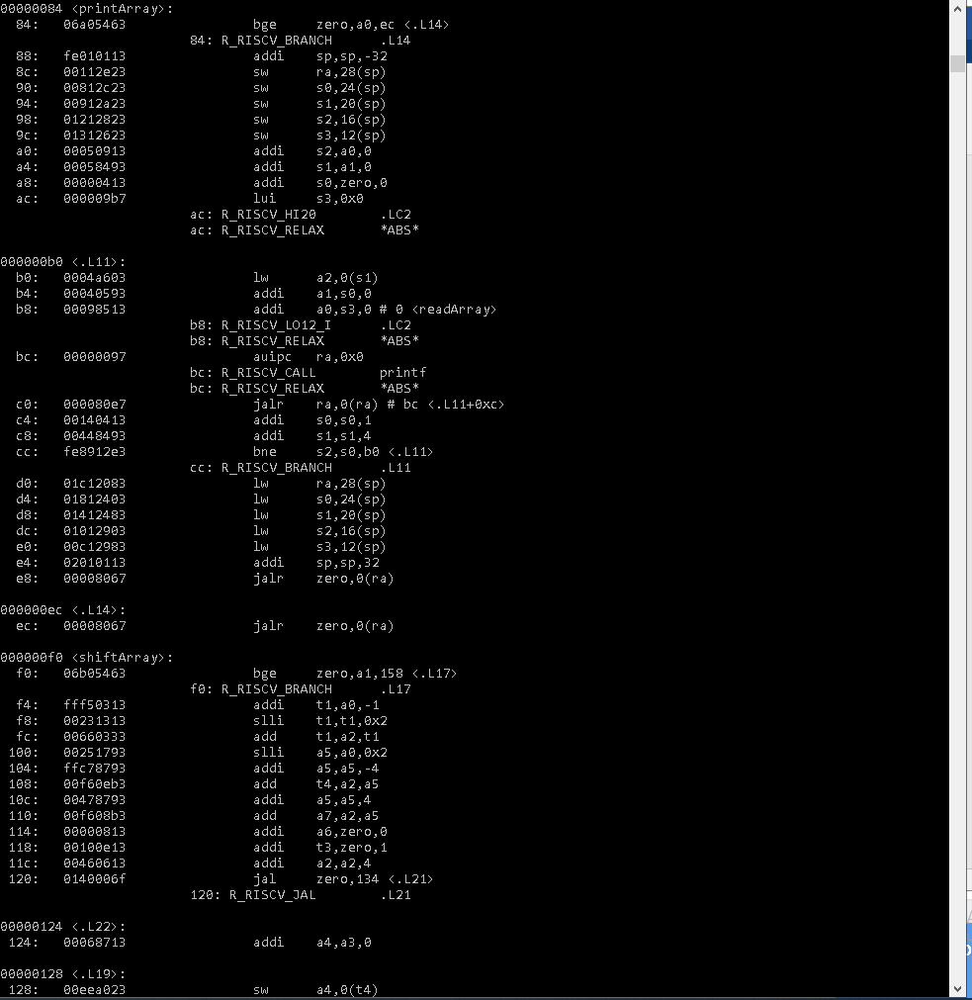 00000084 <printArray>:
84: 06a05463 bge zero,a0,ec <.L14>
84: R_RISCV_BRANCH .L14
88: fe010113 addi sp,sp,-32
8c: 00112e23 sw ra,28(sp)
90: 00812c23 sw s0,24(sp)
94: 00912a23 sw s1,20(sp)
98: 01212823 sw s2,16(sp)
9c: 01312623 sw s3,12(sp)
a0: 00050913 addi s2,a0,0
a4: 00058493 addi s1,a1,0
a8: 00000413 addi s0,zero,0
ac: 000009b7 lui s3,0x0
ac: R_RISCV_HI20 .LC2
ac: R_RISCV_RELAX *ABS*
000000b0 <.L11>:
b0: 0004a603 lw a2,0(s1)
b4: 00040593 addi a1,s0,0
b8: 00098513 addi a0,s3,0 # 0 <readArray>
b8: R_RISCV_LO12_I .LC2
b8: R_RISCV_RELAX *ABS*
bc: 00000097 auipc ra,0x0
bc: R_RISCV_CALL printf
bc: R_RISCV_RELAX *ABS*
c0: 000080e7 jalr ra,0(ra) # bc <.L11+0xc>
c4: 00140413 addi s0,s0,1
c8: 00448493 addi s1,s1,4
cc: fe8912e3 bne s2,s0,b0 <.L11>
cc: R_RISCV_BRANCH .L11
d0: 01c12083 lw ra,28(sp)
d4: 01812403 lw s0,24(sp)
d8: 01412483 lw s1,20(sp)
dc: 01012903 lw s2,16(sp)
e0: 00c12983 lw s3,12(sp)
e4: 02010113 addi sp,sp,32
e8: 00008067 jalr zero,0(ra)
000000ec <.L14>:
ec: 00008067 jalr zero,0(ra)
000000f0 <shiftArray>:
f0: 06b05463 bge zero,a1,158 <.L17>
f0: R_RISCV_BRANCH .L17
f4: fff50313 addi t1,a0,-1
f8: 00231313 slli t1,t1,0x2
fc: 00660333 add t1,a2,t1
100: 00251793 slli a5,a0,0x2
104: ffc78793 addi a5,a5,-4
108: 00f60eb3 add t4,a2,a5
10c: 00478793 addi a5,a5,4
110: 00f608b3 add a7,a2,a5
114: 00000813 addi a6,zero,0
118: 00100e13 addi t3,zero,1
11c: 00460613 addi a2,a2,4
120: 0140006f jal zero,134 <.L21>
120: R_RISCV_JAL .L21
00000124 <.L22>:
124: 00068713 addi a4,a3,0
00000128 <.L19>:
128: 00eea023 sw a4,0(t4)